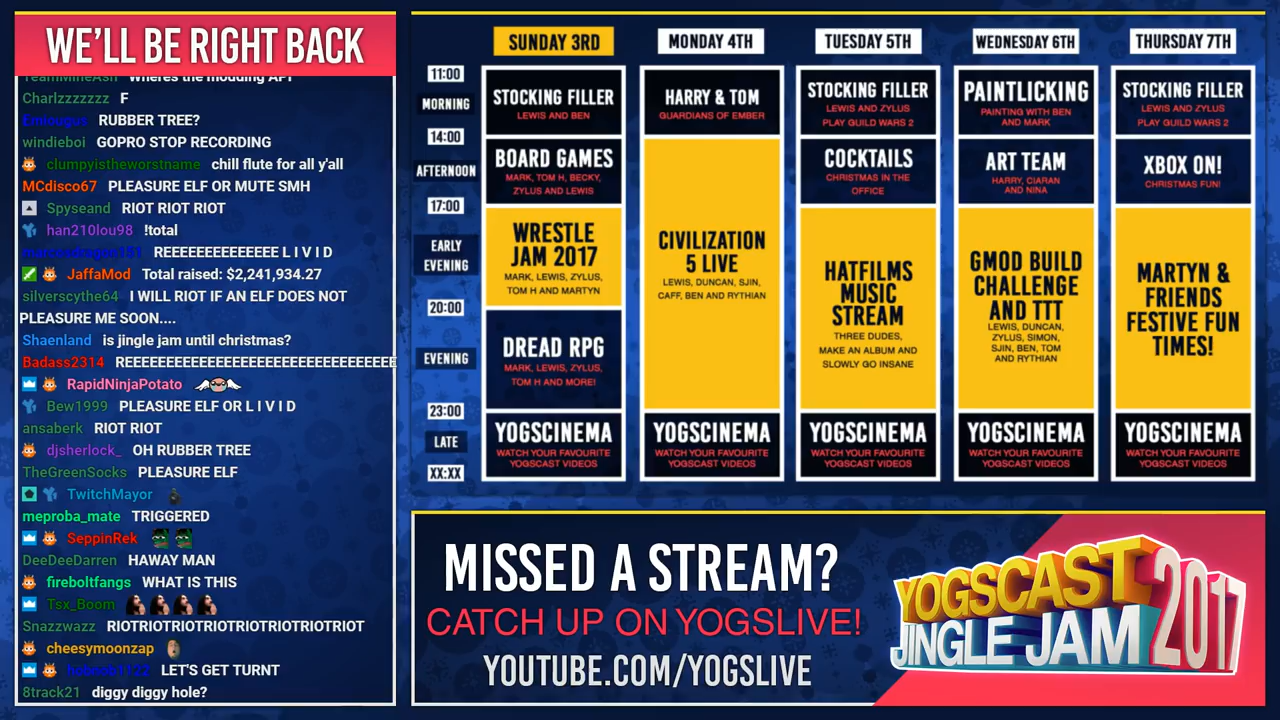 WE'LL BE RIGHT BACK
TeamMineAsh Wheres the modding API
Charlzzzzzzz F
RUBBER TREE?
windieboi GOPRO STOP RECORDING
clumpyistheworstname chill flute for all y'all
MCdisco67 PLEASURE ELF OR MUTE SMH
Spyseand RIOT RIOT RIOT
han210lou98 !total
REEEEEEEEEEEEEE L I V I D
JaffaMod Total raised: $2,241,934.27
silverscythe64 I WILL RIOT IF AN ELF DOES NOT
PLEASURE ME SOON....
Shaenland is jingle jam until christmas?
Badass2314 REEEEEEEEEEEEEEEEEEEEEEEEEEEEEEEEEE
RapidNinjaPotato
Bew1999 PLEASURE ELF OR L I V I D
ansaberk RIOT RIOT
djsherlock_ OH RUBBER TREE
TheGreenSocks PLEASURE ELF
TwitchMayor
meproba_mate TRIGGERED
SeppinRek
DeeDeeDarren HAWAY MAN
fireboltfangs WHAT IS THIS
Tsx_Boom
Snazzwazz RIOTRIOTRIOTRIOTRIOTRIOTRIOTRIOT
cheesymoonzap
LET'S GET TURNT
8track21 diggy diggy hole?
SUNDAY 3RD MONDAY 4TH TUESDAY 5TH WEDNESDAY 6TH THURSDAY 7TH
11:00
MORNING
14:00
AFTERNOON
17:00
EARLY
EVENING
20:00
EVENING
23:00
LATE
XX:XX
STOCKING FILLER
LEWIS AND BEN
BOARD GAMES
MARK, TOM H, BECKY,
ZYLUS AND LEWIS
WRESTLE
JAM 2017
MARK, LEWIS, ZYLUS,
TOM H AND MARTYN
DREAD RPG
MARK, LEWIS, ZYLUS,
TOM H AND MORE!
YOGSCINEMA
WATCH YOUR FAVOURITE
YOGSCAST VIDEOS
HARRY & TOM
GUARDIANS OF EMBER
CIVILIZATION
5 LIVE
LEWIS, DUNCAN, SJIN,
CAFF, BEN AND RYTHIAN
YOGSCINEMA
WATCH YOUR FAVOURITE
YOGSCAST VIDEOS
STOCKING FILLER
LEWIS AND ZYLUS
PLAY GUILD WARS 2
COCKTAILS
CHRISTMAS IN THE
OFFICE
HATFILMS
MUSIC
STREAM
THREE DUDES,
MAKE AN ALBUM AND
SLOWLY GO INSANE
YOGSCINEMA
WATCH YOUR FAVOURITE
YOGSCAST VIDEOS
PAINTLICKING
PAINTING WITH BEN
AND MARK
ART TEAM
HARRY, CIARAN
AND NINA
GMOD BUILD
CHALLENGE
AND TTT
LEWIS, DUNCAN,
ZYLUS, SIMON,
SJIN, BEN, TOM
AND RYTHIAN
YOGSCINEMA
WATCH YOUR FAVOURITE
YOGSCAST VIDEOS
STOCKING FILLER
LEWIS AND ZYLUS
PLAY GUILD WARS 2
XBOX ON!
CHRISTMAS FUN!
MARTYN &
FRIENDS
FESTIVE FUN
TIMES!
YOGSCINEMA
WATCH YOUR FAVOURITE
YOGSCAST VIDEOS
MISSED A STREAM?
CATCH UP ON YOGSLIVE!
YOUTUBE.COM/YOGSLIVE
YOGSCAST
JINGLE JAM 2017